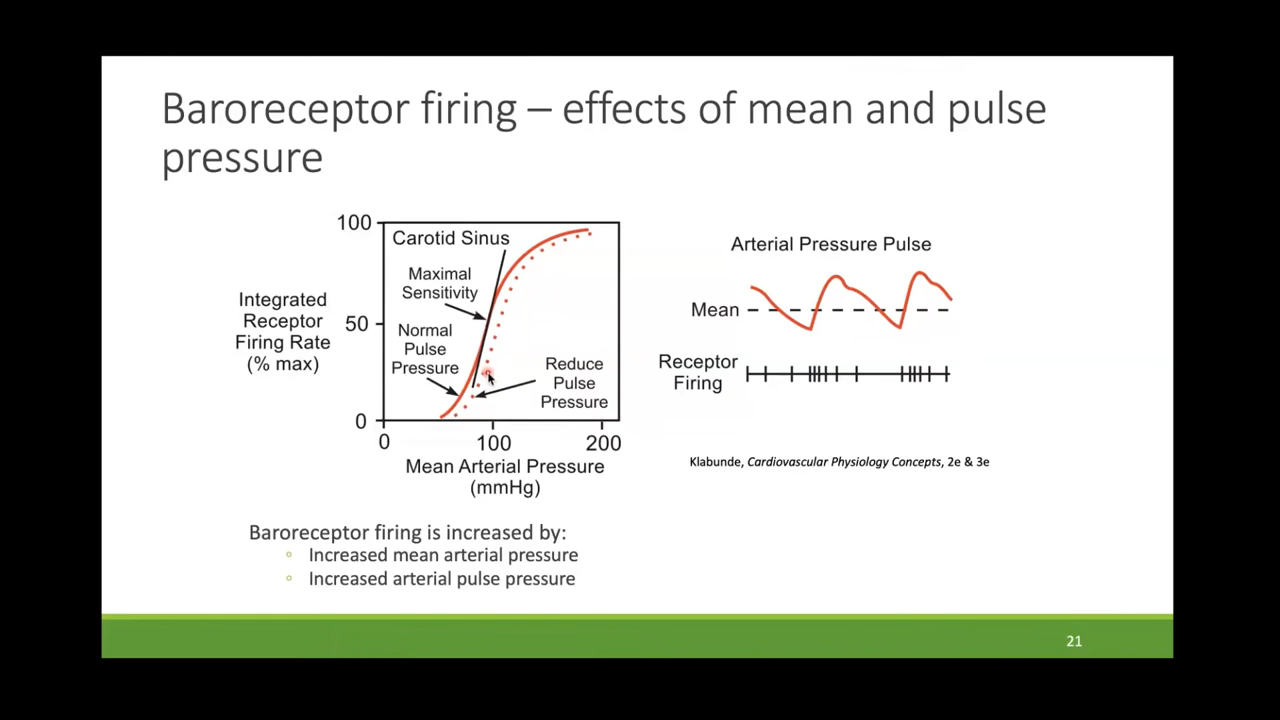 Baroreceptor firing – effects of mean and pulse
pressure
100
50
0
Integrated
Receptor
Firing Rate
(% max)
Carotid Sinus
Maximal
Sensitivity
Normal
Pulse
Pressure
Reduce
Pulse
Pressure
0 100 200
Mean Arterial Pressure
(mmHg)
Arterial Pressure Pulse
Mean
Receptor
Firing
Klabunde, Cardiovascular Physiology Concepts, 2e & 3e
Baroreceptor firing is increased by:
Increased mean arterial pressure
Increased arterial pulse pressure
21